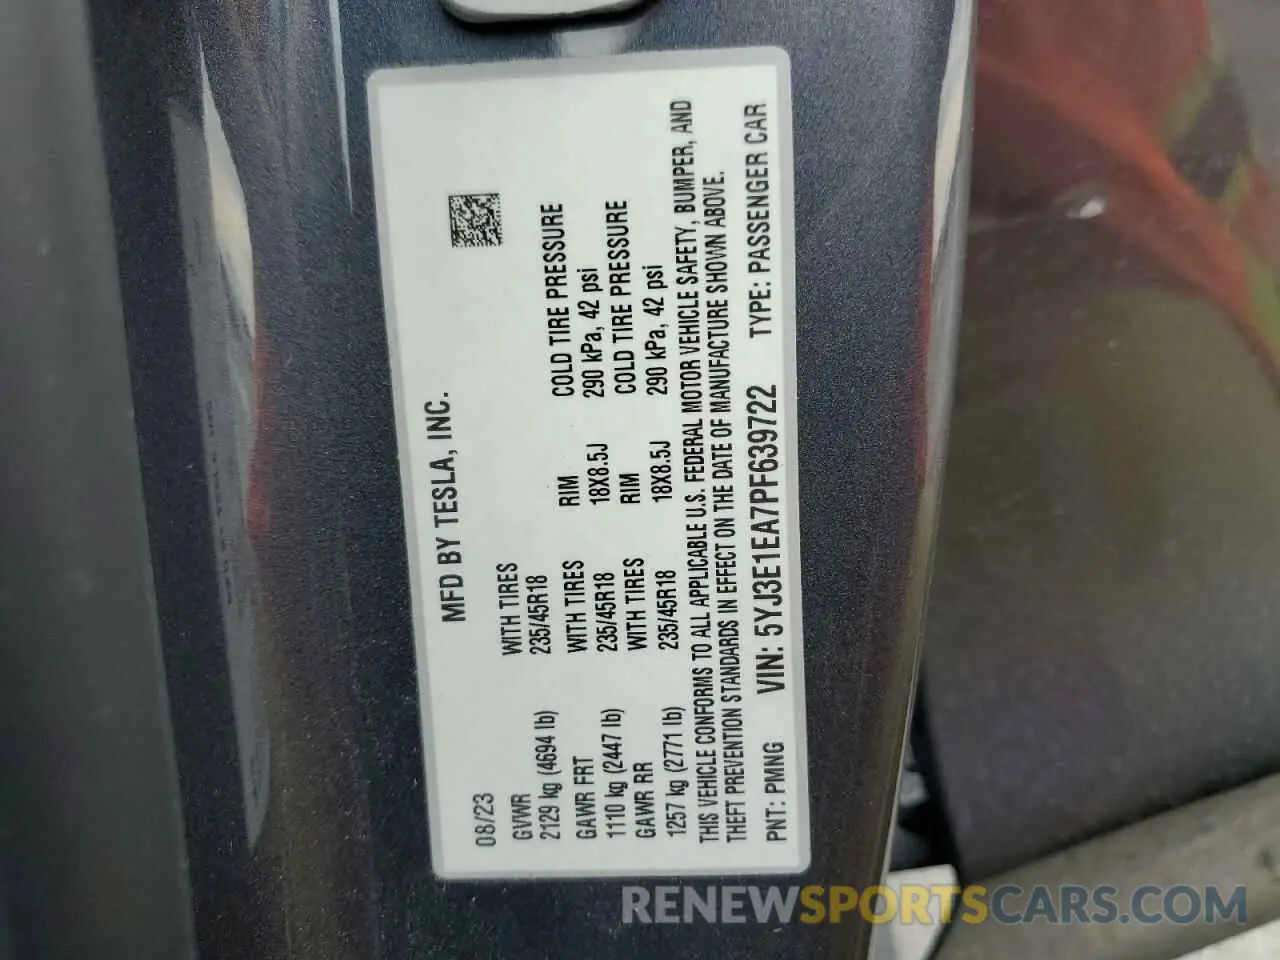 MFD BY TESLA, INC.
08/23
GVWR
2129 kg (4694 lb)
WITH TIRES
235/45R18
GAWR FRT
1110 kg (2447 lb)
WITH TIRES
235/45R18
RIM
18X8.5J
COLD TIRE PRESSURE
290 kPa, 42 psi
GAWR RR
1257 kg (2771 lb)
WITH TIRES
235/45R18
RIM
18X8.5J
COLD TIRE PRESSURE
290 kPa, 42 psi
THIS VEHICLE CONFORMS TO ALL APPLICABLE U.S. FEDERAL MOTOR VEHICLE SAFETY, BUMPER, AND
THEFT PREVENTION STANDARDS IN EFFECT ON THE DATE OF MANUFACTURE SHOWN ABOVE.
PNT: PMNG VIN: 5YJ3E1EA7PF639722 TYPE: PASSENGER CAR
RENEWSPORTSCARS.COM